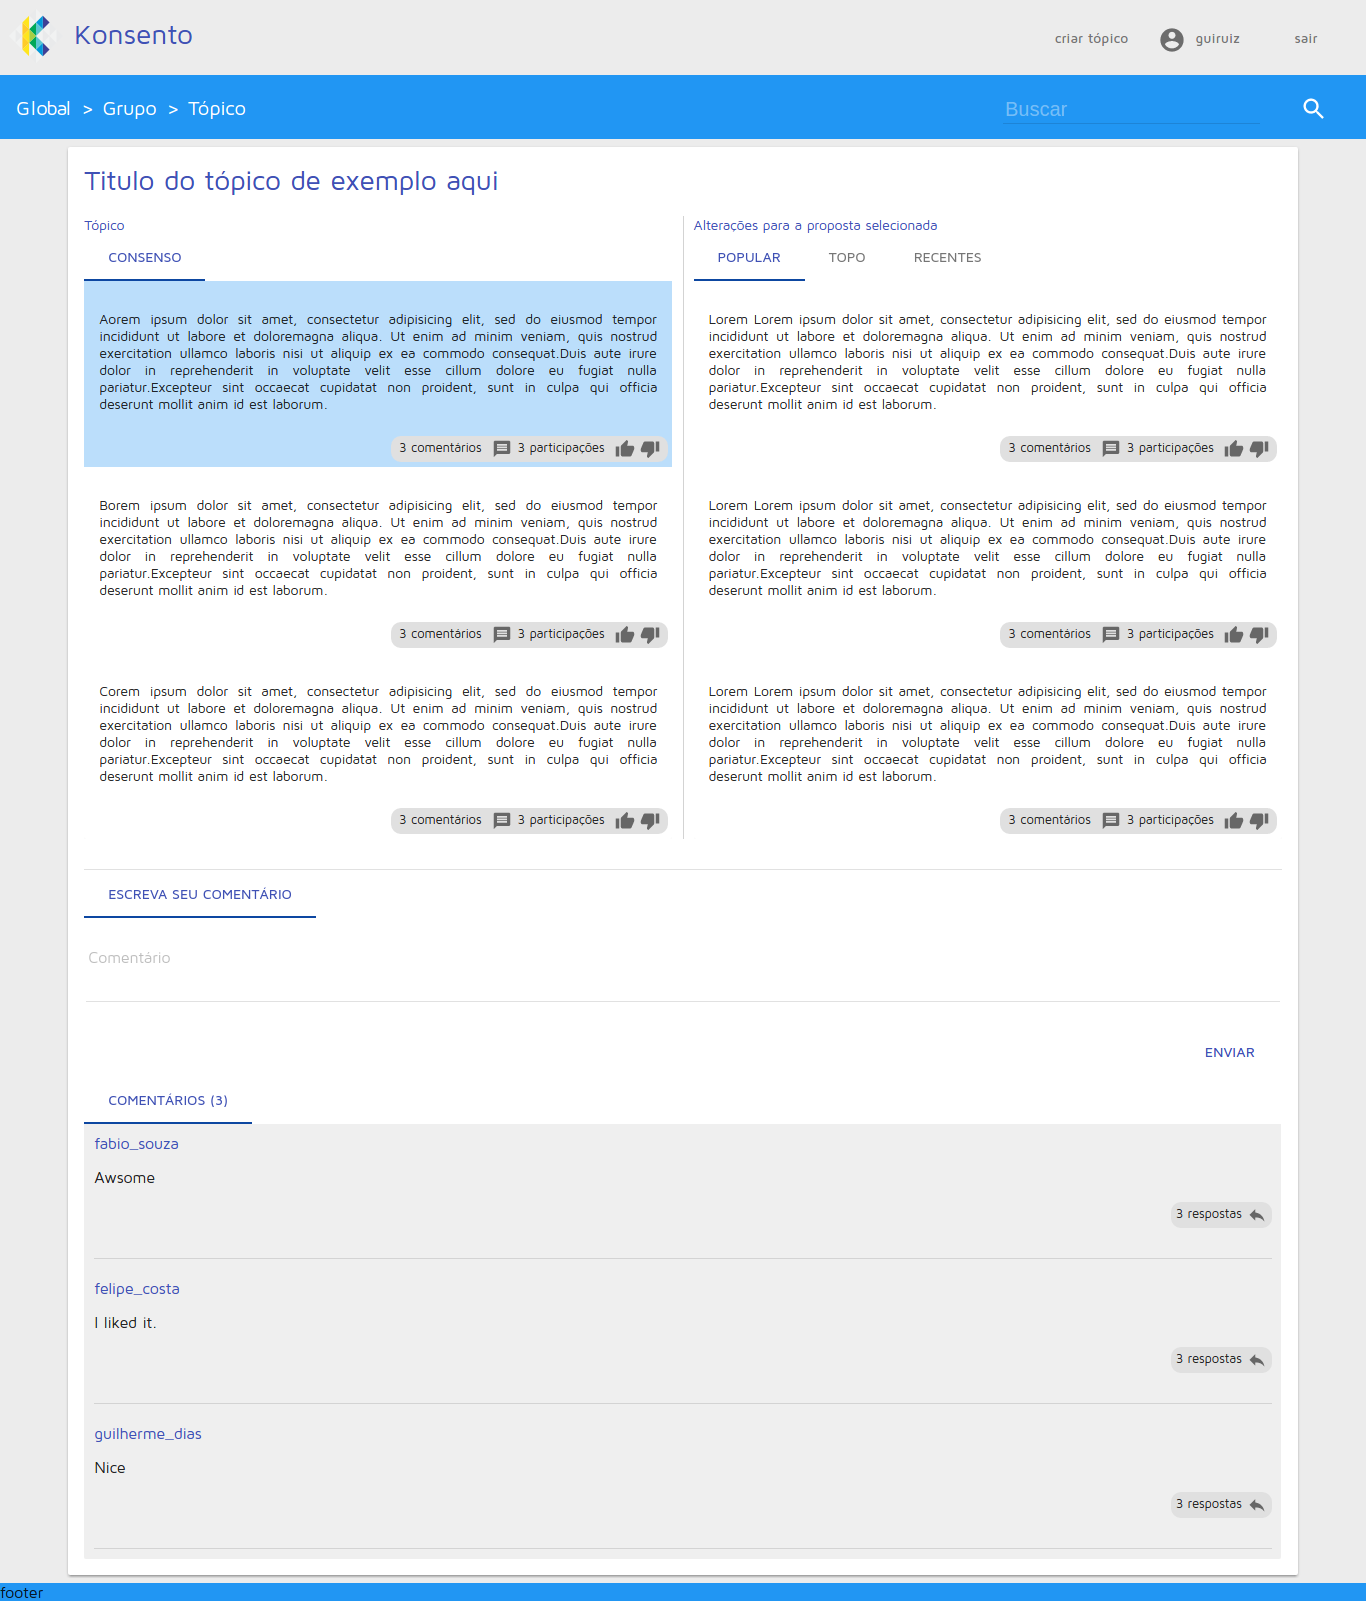 Konsento
criar tópico
guiruiz
sair
Global > Grupo > Tópico
Buscar
Titulo do tópico de exemplo aqui
Tópico
CONSENSO
Aorem ipsum dolor sit amet, consectetur adipisicing elit, sed do eiusmod tempor
incididunt ut labore et doloremagna aliqua. Ut enim ad minim veniam, quis nostrud
exercitation ullamco laboris nisi ut aliquip ex ea commodo consequat.Duis aute irure
dolor in reprehenderit in voluptate velit esse cillum dolore eu fugiat nulla
pariatur.Excepteur sint occaecat cupidatat non proident, sunt in culpa qui officia
deserunt mollit anim id est laborum.
3 comentários 3 participações
Borem ipsum dolor sit amet, consectetur adipisicing elit, sed do eiusmod tempor
incididunt ut labore et doloremagna aliqua. Ut enim ad minim veniam, quis nostrud
exercitation ullamco laboris nisi ut aliquip ex ea commodo consequat.Duis aute irure
dolor in reprehenderit in voluptate velit esse cillum dolore eu fugiat nulla
pariatur.Excepteur sint occaecat cupidatat non proident, sunt in culpa qui officia
deserunt mollit anim id est laborum.
3 comentários 3 participações
Corem ipsum dolor sit amet, consectetur adipisicing elit, sed do eiusmod tempor
incididunt ut labore et doloremagna aliqua. Ut enim ad minim veniam, quis nostrud
exercitation ullamco laboris nisi ut aliquip ex ea commodo consequat.Duis aute irure
dolor in reprehenderit in voluptate velit esse cillum dolore eu fugiat nulla
pariatur.Excepteur sint occaecat cupidatat non proident, sunt in culpa qui officia
deserunt mollit anim id est laborum.
3 comentários 3 participações
Alterações para a proposta selecionada
POPULAR TOPO RECENTES
Lorem Lorem ipsum dolor sit amet, consectetur adipisicing elit, sed do eiusmod tempor
incididunt ut labore et doloremagna aliqua. Ut enim ad minim veniam, quis nostrud
exercitation ullamco laboris nisi ut aliquip ex ea commodo consequat.Duis aute irure
dolor in reprehenderit in voluptate velit esse cillum dolore eu fugiat nulla
pariatur.Excepteur sint occaecat cupidatat non proident, sunt in culpa qui officia
deserunt mollit anim id est laborum.
3 comentários 3 participações
Lorem Lorem ipsum dolor sit amet, consectetur adipisicing elit, sed do eiusmod tempor
incididunt ut labore et doloremagna aliqua. Ut enim ad minim veniam, quis nostrud
exercitation ullamco laboris nisi ut aliquip ex ea commodo consequat.Duis aute irure
dolor in reprehenderit in voluptate velit esse cillum dolore eu fugiat nulla
pariatur.Excepteur sint occaecat cupidatat non proident, sunt in culpa qui officia
deserunt mollit anim id est laborum.
3 comentários 3 participações
Lorem Lorem ipsum dolor sit amet, consectetur adipisicing elit, sed do eiusmod tempor
incididunt ut labore et doloremagna aliqua. Ut enim ad minim veniam, quis nostrud
exercitation ullamco laboris nisi ut aliquip ex ea commodo consequat.Duis aute irure
dolor in reprehenderit in voluptate velit esse cillum dolore eu fugiat nulla
pariatur.Excepteur sint occaecat cupidatat non proident, sunt in culpa qui officia
deserunt mollit anim id est laborum.
3 comentários 3 participações
ESCREVA SEU COMENTÁRIO
Comentário
ENVIAR
COMENTÁRIOS (3)
fabio_souza
Awsome
3 respostas
felipe_costa
I liked it.
3 respostas
guilherme_dias
Nice
3 respostas
footer